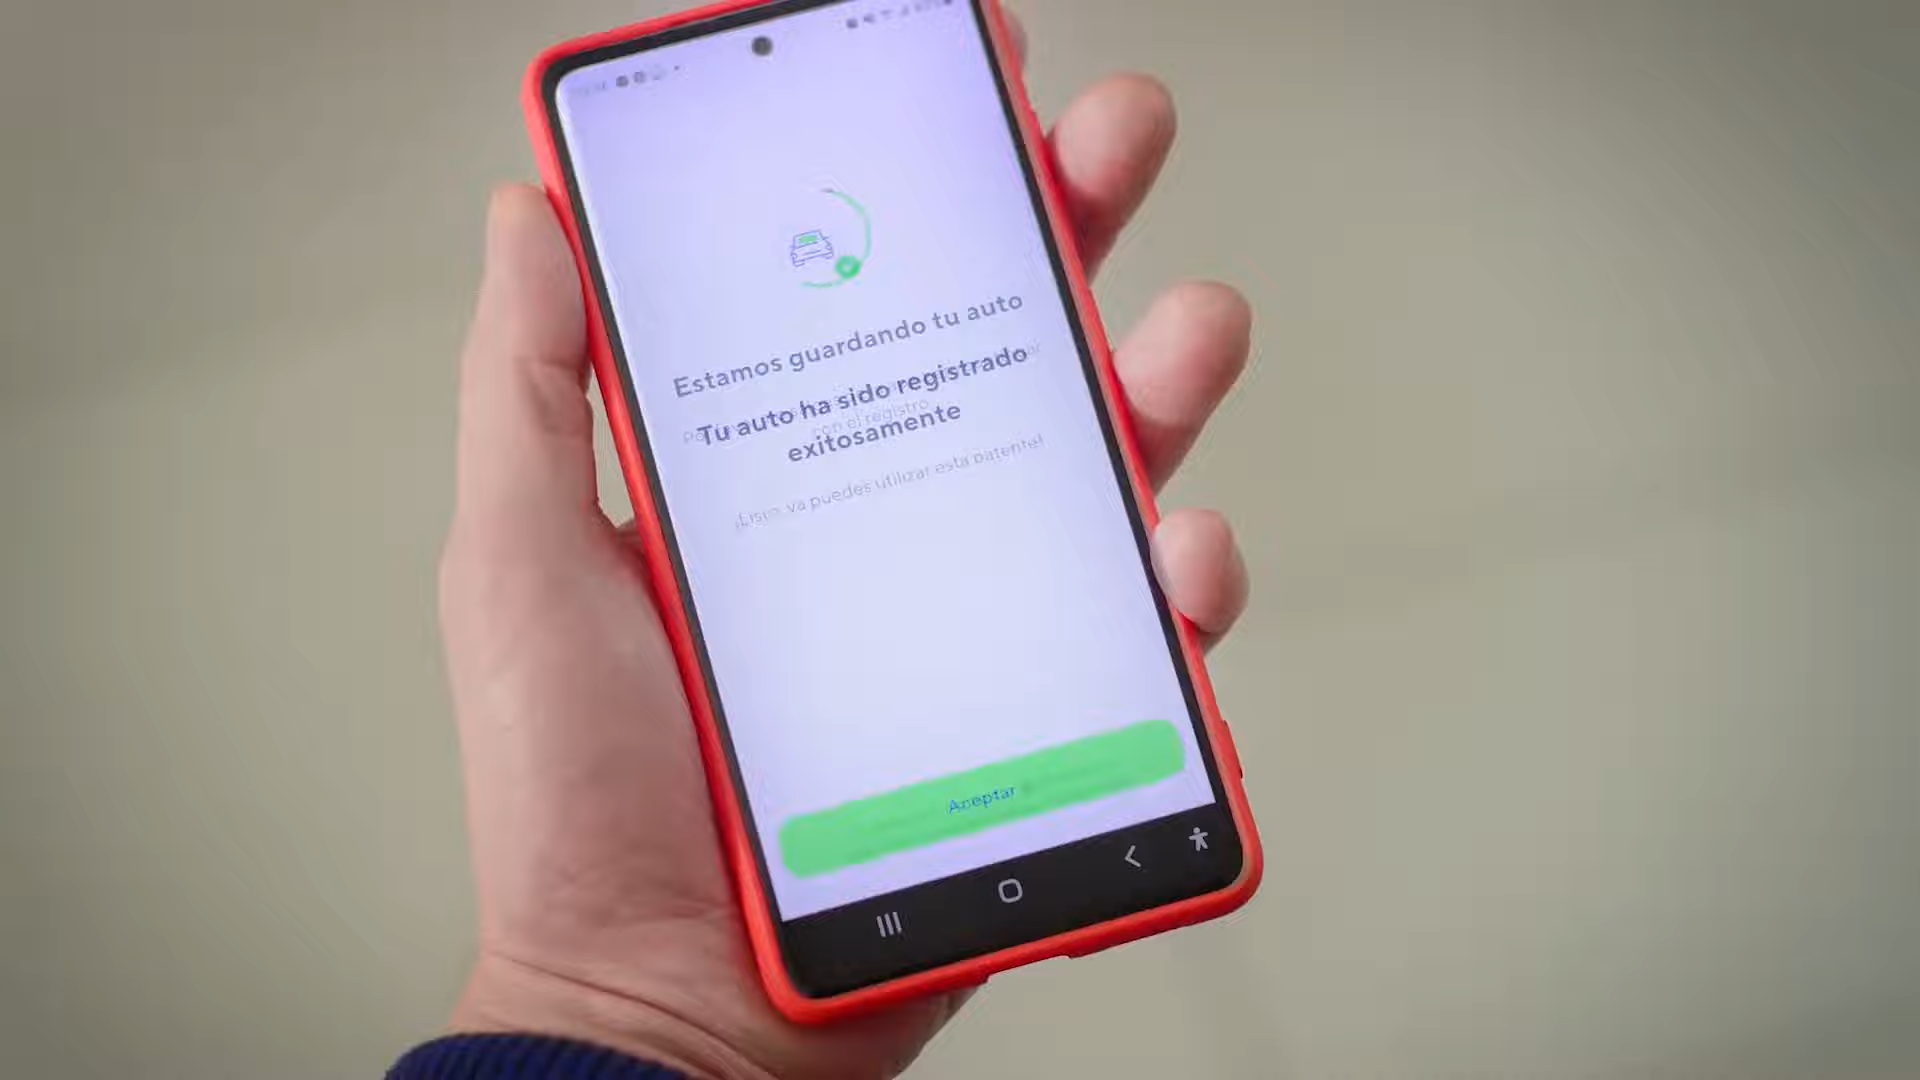 Estamos guardando tu auto
Tu auto ha sido registrado
con el registro
exitosamente
ya puedes utilizar esta patente!
Aceptar